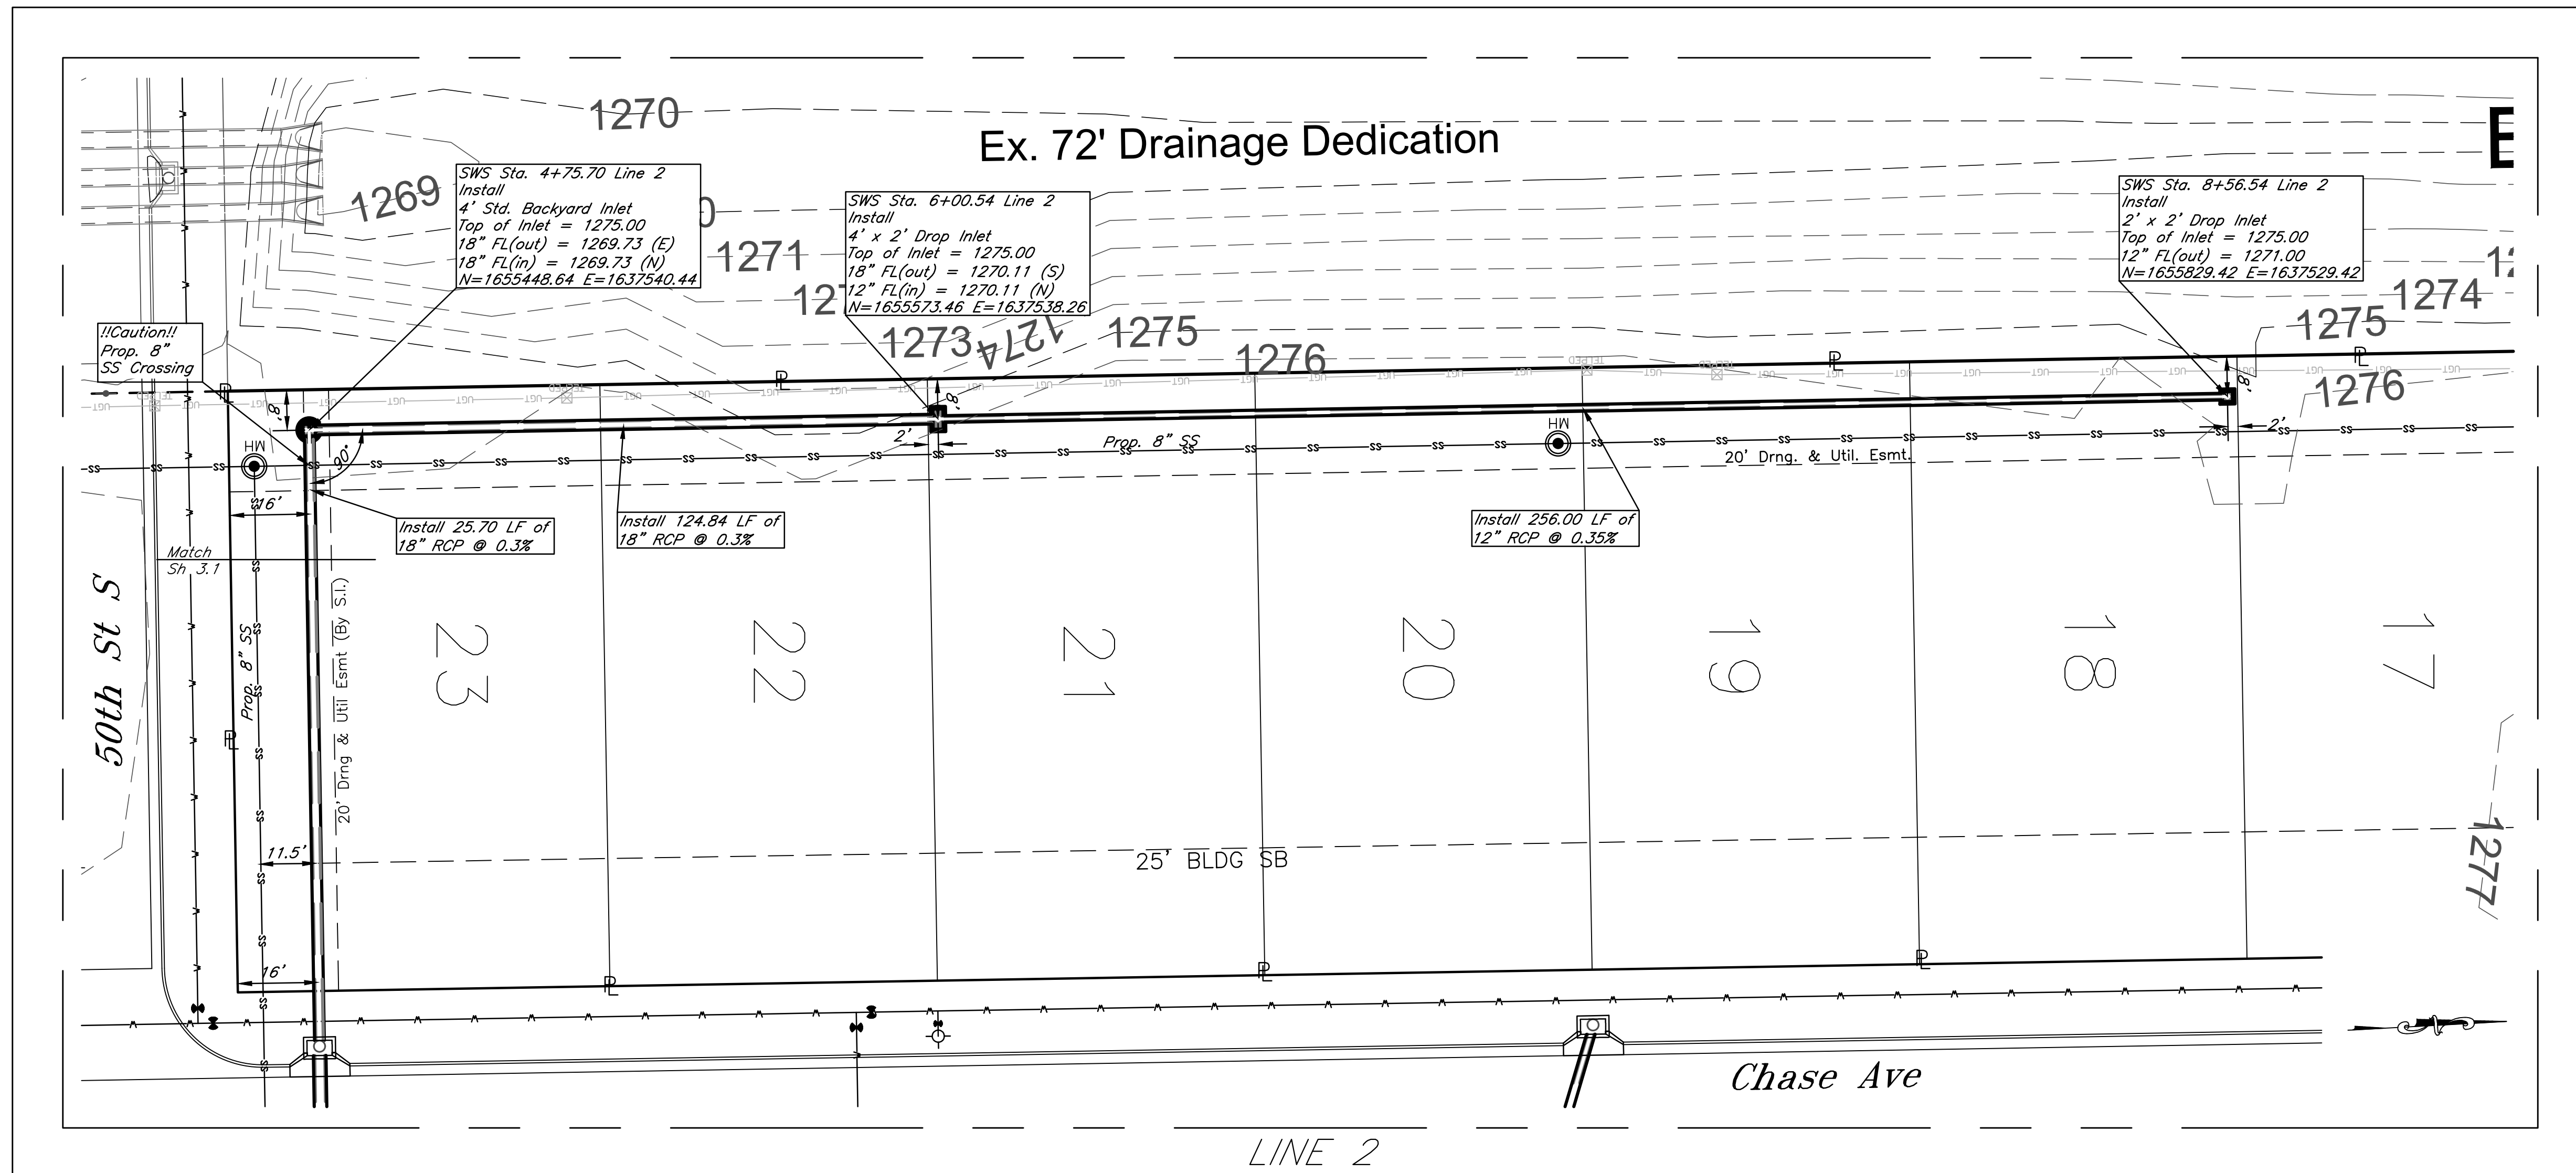 1270
Ex. 72' Drainage Dedication
E
1269
SWS Sta. 4+75.70 Line 2
Install
4' Std. Backyard Inlet
Top of Inlet = 1275.00
18" FL(out) = 1269.73 (E)
18" FL(in) = 1269.73 (N)
N=1655448.64 E=1637540.44
0
1271
127
SWS Sta. 6+00.54 Line 2
Install
4' x 2' Drop Inlet
Top of Inlet = 1275.00
18" FL(out) = 1270.11 (S)
12" FL(in) = 1270.11 (N)
N=1655573.46 E=1637538.26
SWS Sta. 8+56.54 Line 2
Install
2' x 2' Drop Inlet
Top of Inlet = 1275.00
12" FL(out) = 1271.00
N=1655829.42 E=1637529.42
12
1273
1274
1275
1276
1275
1274
1276
!!Caution!!
Prop. 8"
SS Crossing
8'
8'
8'
MH
90°
2'
Prop. 8" SS
MH
20' Drng. & Util. Esmt.
2'
16'
Install 25.70 LF of
18" RCP @ 0.3%
Install 124.84 LF of
18" RCP @ 0.3%
Install 256.00 LF of
12" RCP @ 0.35%
Match
Sh 3.1
50th St S
Prop. 8" SS
20' Drng & Util Esmt (By S.I.)
23
22
21
20
19
18
17
11.5'
25' BLDG SB
1277
16'
Chase Ave
LINE 2